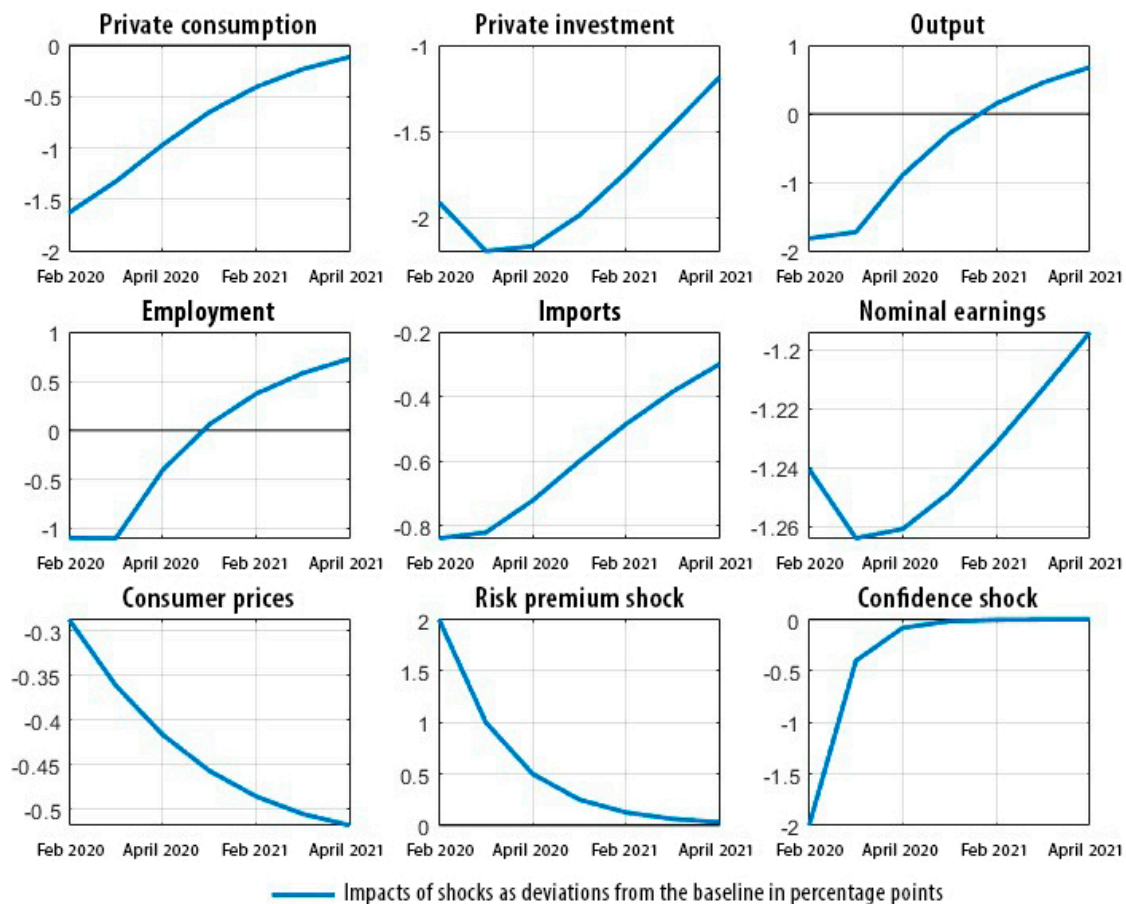 Private consumption
0
-0.5
-1
-1.5
-2
Feb 2020 April 2020 Feb 2021 April 2021
Private investment
-1
-1.5
-2
Feb 2020 April 2020 Feb 2021 April 2021
Output
1
0
-1
-2
Feb 2020 April 2020 Feb 2021 April 2021
Employment
1
0.5
0
-0.5
-1
Feb 2020 April 2020 Feb 2021 April 2021
Imports
-0.2
-0.4
-0.6
-0.8
Feb 2020 April 2020 Feb 2021 April 2021
Nominal earnings
-1.2
-1.22
-1.24
-1.26
Feb 2020 April 2020 Feb 2021 April 2021
Consumer prices
-0.3
-0.35
-0.4
-0.45
-0.5
Feb 2020 April 2020 Feb 2021 April 2021
Risk premium shock
2
1.5
1
0.5
0
Feb 2020 April 2020 Feb 2021 April 2021
Confidence shock
0
-0.5
-1
-1.5
-2
Feb 2020 April 2020 Feb 2021 April 2021
Impacts of shocks as deviations from the baseline in percentage points